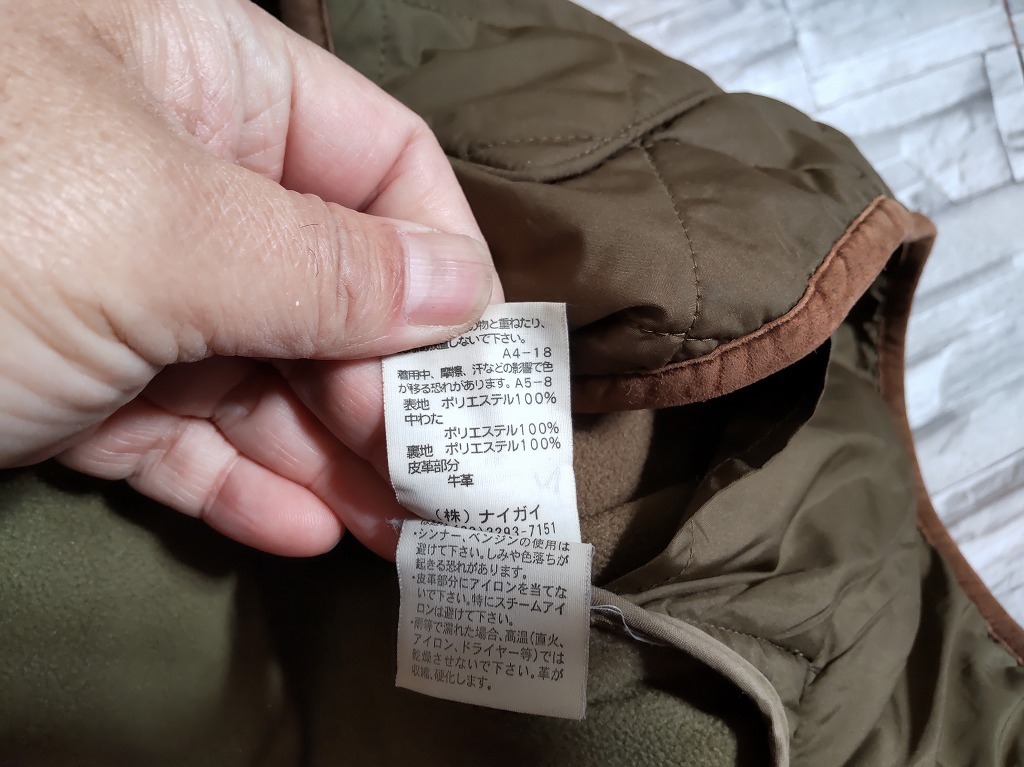 物と重ねたり、
しないで下さい。
A4-18
着用中、摩擦、汗などの影響で色
が移る恐れがあります。A5-8
表地 ポリエステル100%
中わた
ポリエステル100%
裏地 ポリエステル100%
皮革部分
牛革
(株)ナイガイ
3293-7151
・シンナー、ベンジンの使用は
避けて下さい。しみや色落ちが
起きる恐れがあります。
・皮革部分にアイロンを当てな
いで下さい。特にスチームアイ
ロンは避けて下さい。
・雨等で濡れた場合、高温(直火、
アイロン、ドライヤー等)では
乾燥させないで下さい。革が
収縮、硬化します。